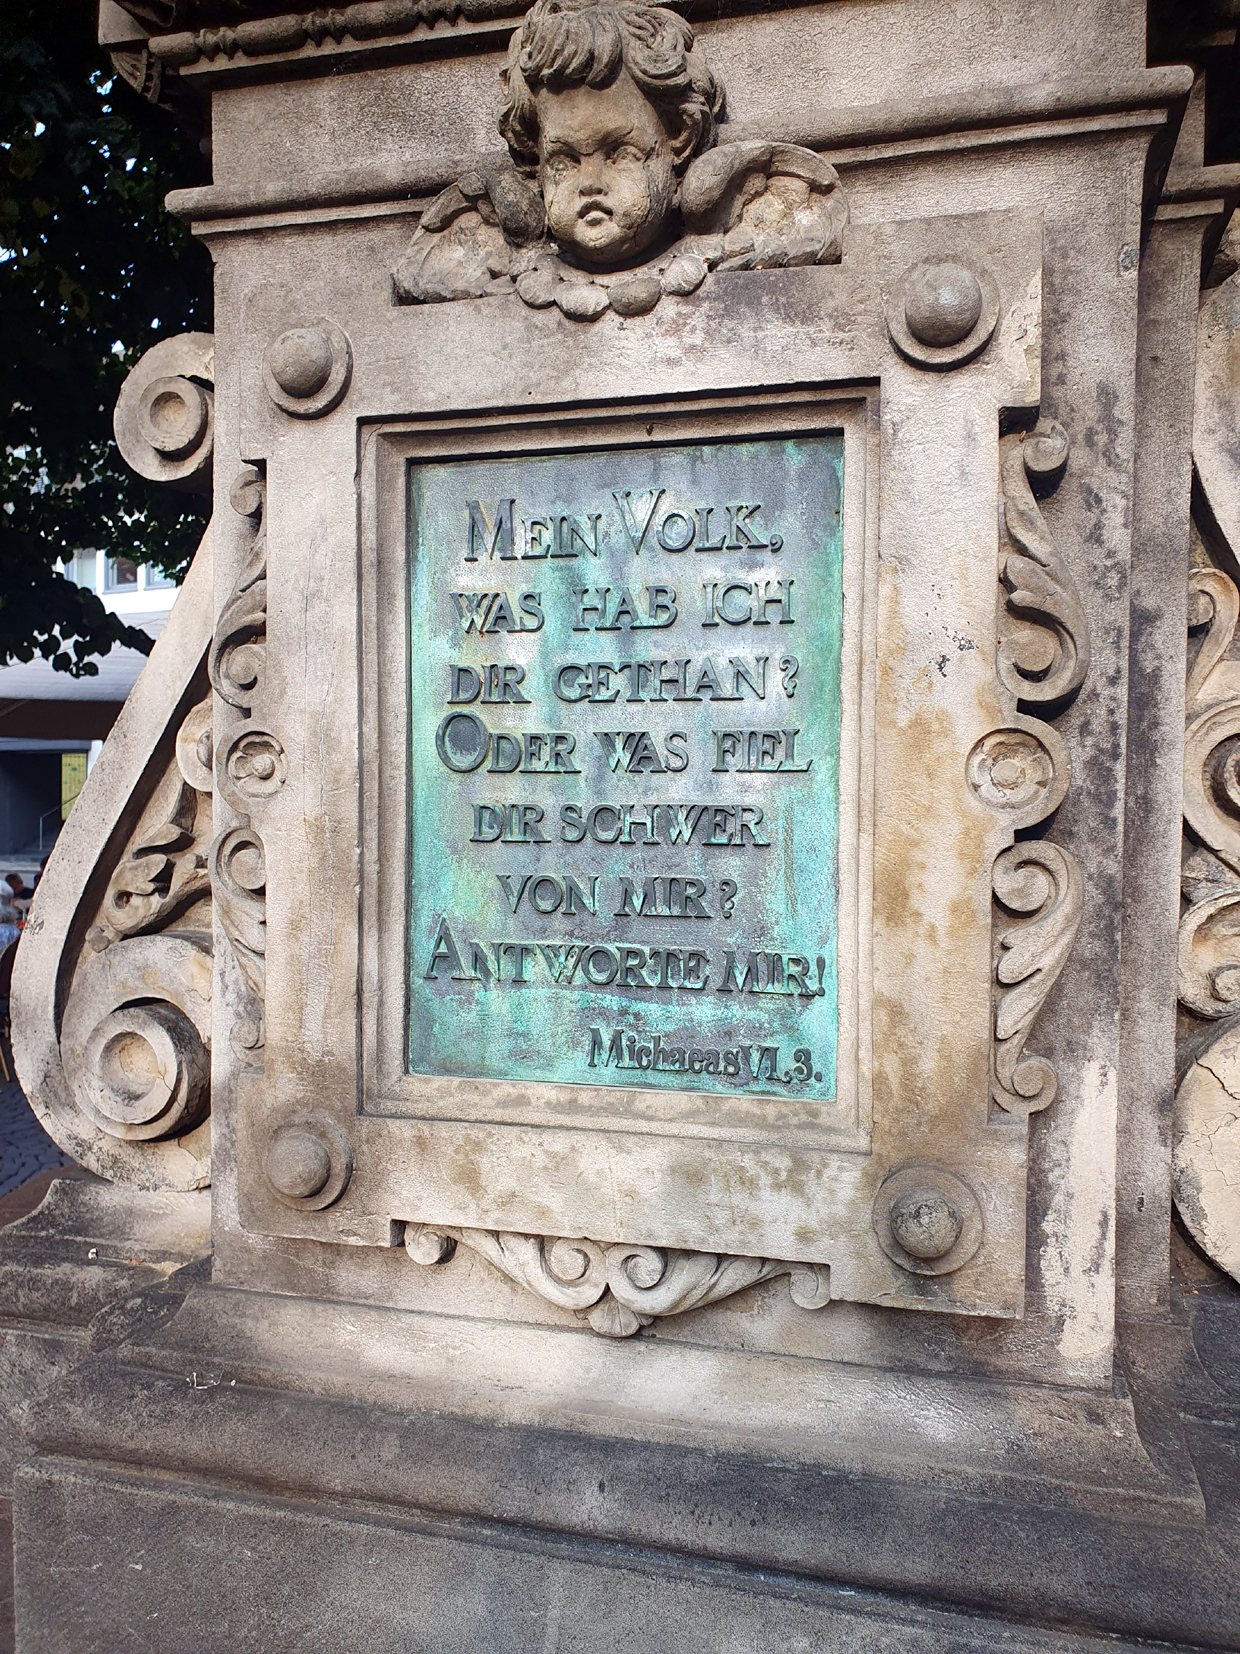 MEIN VOLK,
WAS HAB ICH
DIR GETHAN?
ODER WAS FIEL
DIR SCHWER
VON MIR?
ANTWORTE MIR!
Michaeas VI,3.